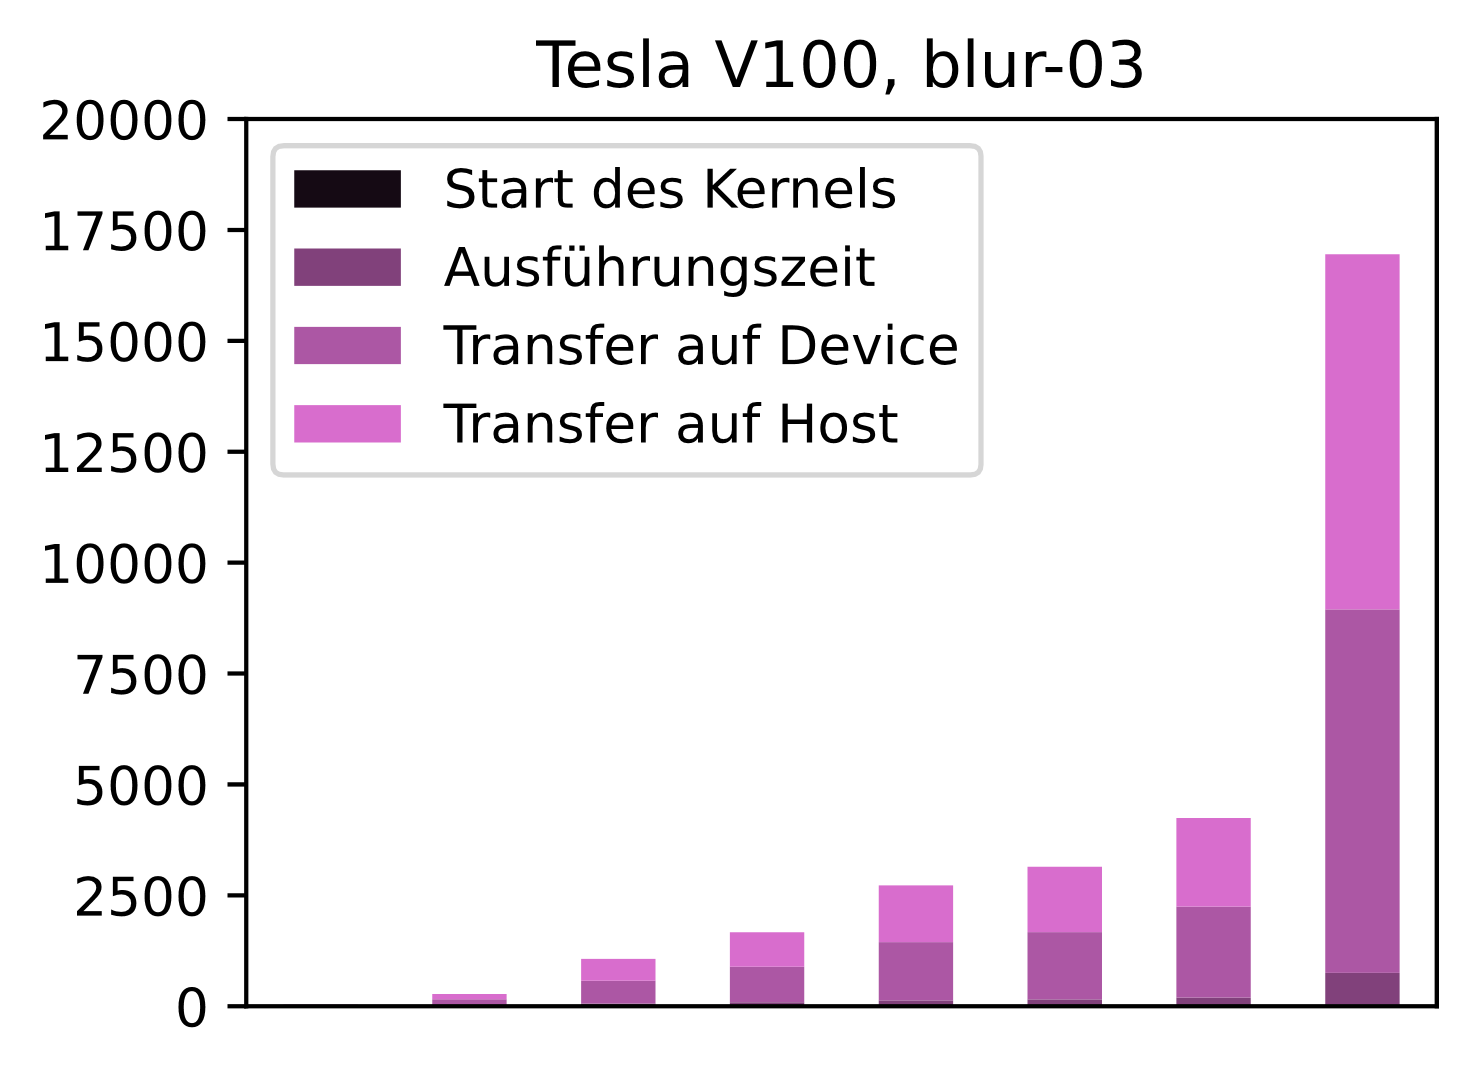 Tesla V100, blur-03
20000
17500
15000
12500
10000
7500
5000
2500
0
Start des Kernels
Ausführungszeit
Transfer auf Device
Transfer auf Host